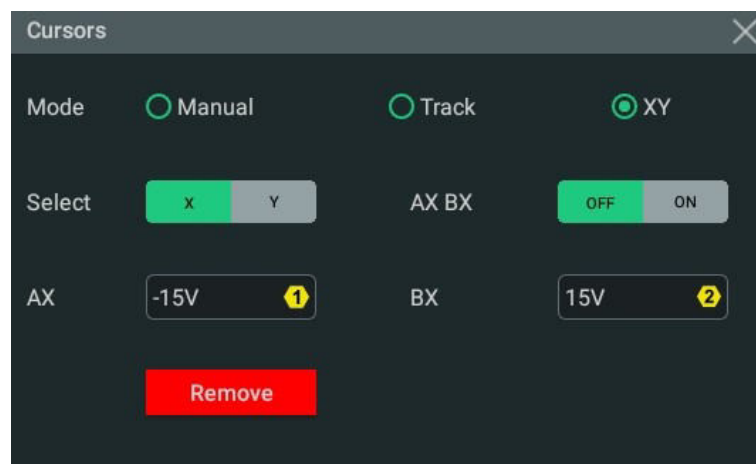 Cursors
Mode Manual Track XY
Select X Y AX BX OFF ON
AX -15V 1 BX 15V 2
Remove